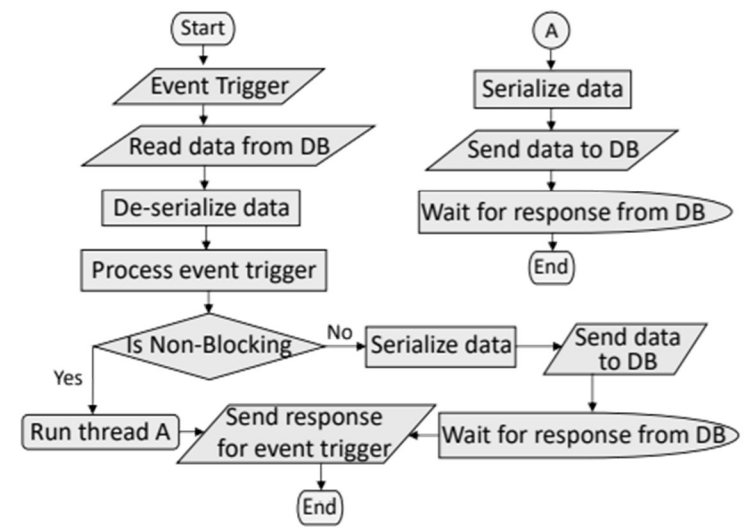 Start
Event Trigger
Read data from DB
De-serialize data
Process event trigger
Is Non-Blocking
No
Serialize data
Send data
to DB
Yes
Run thread A
Send response
for event trigger
Wait for response from DB
End
A
Serialize data
Send data to DB
Wait for response from DB
End